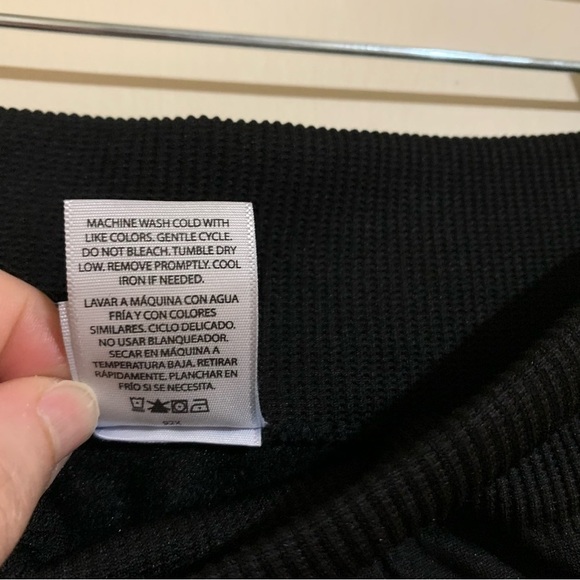 MACHINE WASH COLD WITH
LIKE COLORS. GENTLE CYCLE.
DO NOT BLEACH. TUMBLE DRY
LOW. REMOVE PROMPTLY. COOL
IRON IF NEEDED.
LAVAR A MÁQUINA CON AGUA
FRÍA Y CON COLORES
SIMILARES. CICLO DELICADO.
NO USAR BLANQUEADOR.
SECAR EN MÁQUINA A
TEMPERATURA BAJA. RETIRAR
RÁPIDAMENTE. PLANCHAR EN
FRÍO SI SE NECESITA.